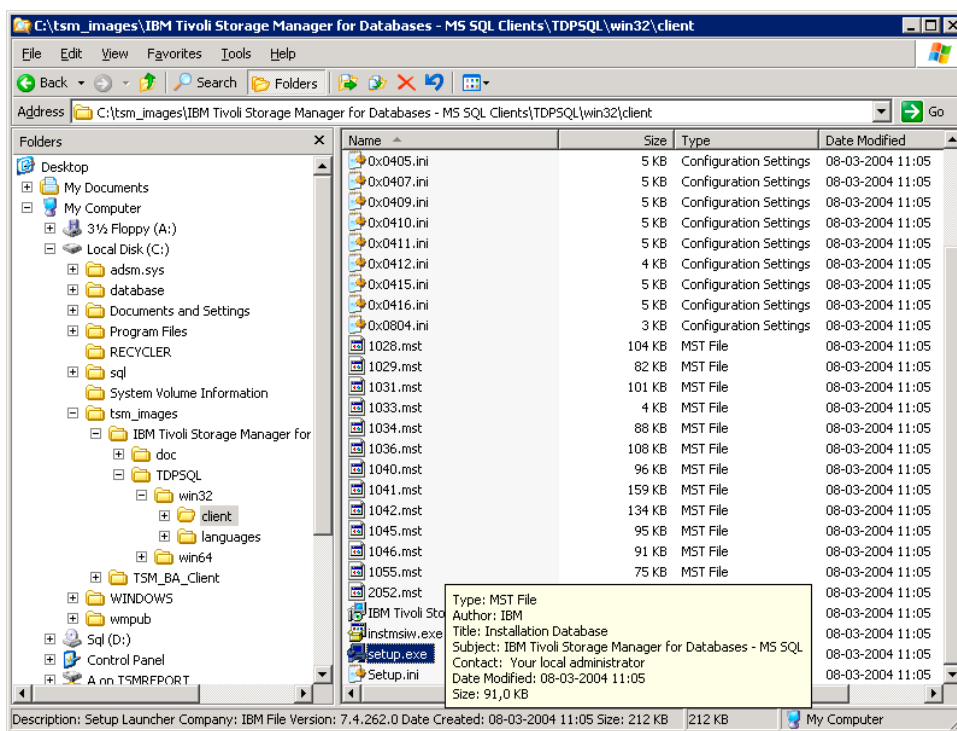 C:\tsm_images\IBM Tivoli Storage Manager for Databases - MS SQL Clients\TDPSQL\win32\client
File Edit View Favorites Tools Help
Back Search Folders
Address C:\tsm_images\IBM Tivoli Storage Manager for Databases - MS SQL Clients\TDPSQL\win32\client Go
Folders
Desktop
My Documents
My Computer
3½ Floppy (A:)
Local Disk (C:)
adsm.sys
database
Documents and Settings
Program Files
RECYCLER
sql
System Volume Information
tsm_images
IBM Tivoli Storage Manager for
doc
TDPSQL
win32
client
languages
win64
TSM_BA_Client
WINDOWS
wmpub
Sql (D:)
Control Panel
A on TSMREPORT
Name Size Type Date Modified
0x0405.ini 5 KB Configuration Settings 08-03-2004 11:05
0x0407.ini 5 KB Configuration Settings 08-03-2004 11:05
0x0409.ini 5 KB Configuration Settings 08-03-2004 11:05
0x0410.ini 5 KB Configuration Settings 08-03-2004 11:05
0x0411.ini 5 KB Configuration Settings 08-03-2004 11:05
0x0412.ini 4 KB Configuration Settings 08-03-2004 11:05
0x0415.ini 5 KB Configuration Settings 08-03-2004 11:05
0x0416.ini 5 KB Configuration Settings 08-03-2004 11:05
0x0804.ini 3 KB Configuration Settings 08-03-2004 11:05
1028.mst 104 KB MST File 08-03-2004 11:05
1029.mst 82 KB MST File 08-03-2004 11:05
1031.mst 101 KB MST File 08-03-2004 11:05
1033.mst 4 KB MST File 08-03-2004 11:05
1034.mst 88 KB MST File 08-03-2004 11:05
1036.mst 108 KB MST File 08-03-2004 11:05
1040.mst 96 KB MST File 08-03-2004 11:05
1041.mst 159 KB MST File 08-03-2004 11:05
1042.mst 134 KB MST File 08-03-2004 11:05
1045.mst 95 KB MST File 08-03-2004 11:05
1046.mst 91 KB MST File 08-03-2004 11:05
1055.mst 75 KB MST File 08-03-2004 11:05
2052.mst 08-03-2004 11:05
IBM Tivoli Sto 08-03-2004 11:05
instmsiw.exe 08-03-2004 11:05
setup.exe 08-03-2004 11:05
Setup.ini 08-03-2004 11:05
Type: MST File
Author: IBM
Title: Installation Database
Subject: IBM Tivoli Storage Manager for Databases - MS SQL
Contact: Your local administrator
Date Modified: 08-03-2004 11:05
Size: 91,0 KB
Description: Setup Launcher Company: IBM File Version: 7.4.262.0 Date Created: 08-03-2004 11:05 Size: 212 KB 212 KB My Computer